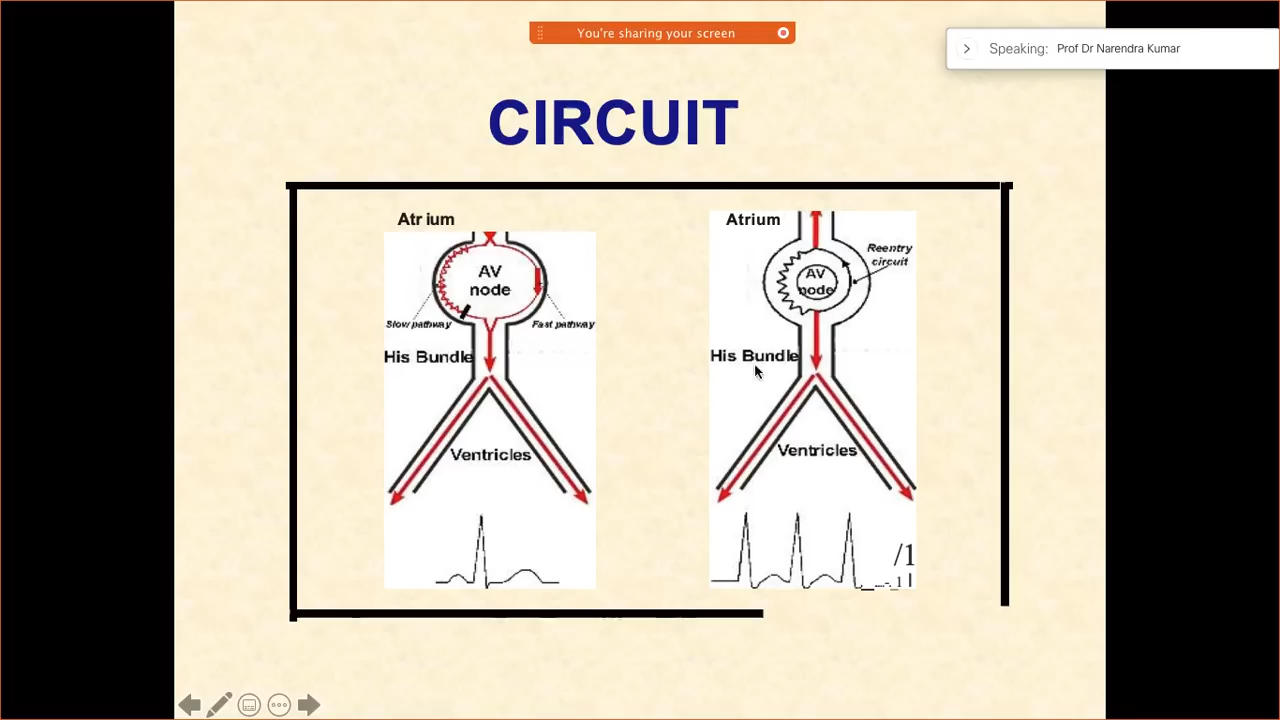 You're sharing your screen
Speaking: Prof Dr Narendra Kumar
CIRCUIT
Atrium
AV
node
Slow pathway
Fast pathway
His Bundle
Ventricles
Atrium
Reentry
circuit
AV
node
His Bundle
Ventricles
/1